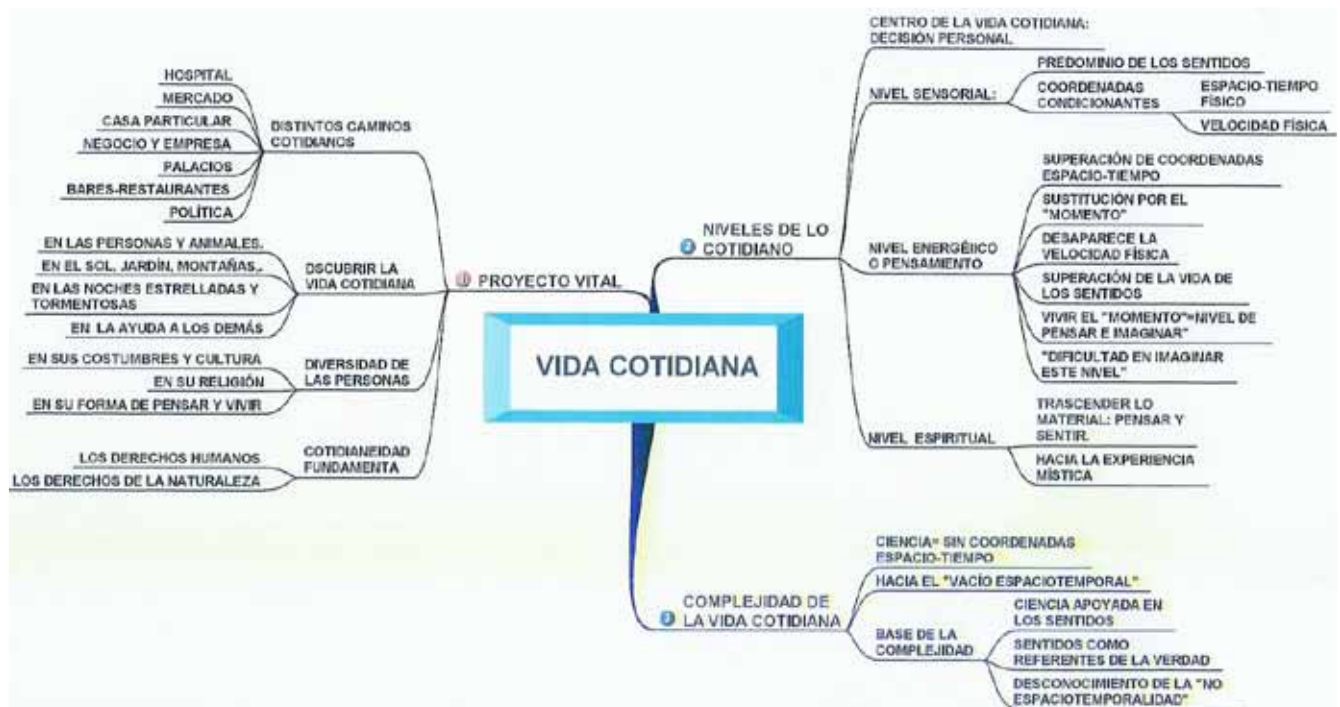 VIDA COTIDIANA
1 PROYECTO VITAL
DISTINTOS CAMINOS
COTIDIANOS
HOSPITAL
MERCADO
CASA PARTICULAR
NEGOCIO Y EMPRESA
PALACIOS
BARES-RESTAURANTES
POLÍTICA
DSCUBRIR LA
VIDA COTIDIANA
EN LAS PERSONAS Y ANIMALES.
EN EL SOL, JARDÍN, MONTAÑAS..
EN LAS NOCHES ESTRELLADAS Y
TORMENTOSAS
EN LA AYUDA A LOS DEMÁS
DIVERSIDAD DE
LAS PERSONAS
EN SUS COSTUMBRES Y CULTURA
EN SU RELIGIÓN
EN SU FORMA DE PENSAR Y VIVIR
COTIDIANEIDAD
FUNDAMENTA
LOS DERECHOS HUMANOS
LOS DERECHOS DE LA NATURALEZA
2 NIVELES DE LO
COTIDIANO
CENTRO DE LA VIDA COTIDIANA:
DECISIÓN PERSONAL
NIVEL SENSORIAL:
PREDOMINIO DE LOS SENTIDOS
COORDENADAS
CONDICIONANTES
ESPACIO-TIEMPO
FÍSICO
VELOCIDAD FÍSICA
NIVEL ENERGÉICO
O PENSAMIENTO
SUPERACIÓN DE COORDENADAS
ESPACIO-TIEMPO
SUSTITUCIÓN POR EL
"MOMENTO"
DESAPARECE LA
VELOCIDAD FÍSICA
SUPERACIÓN DE LA VIDA DE
LOS SENTIDOS
VIVIR EL "MOMENTO"=NIVEL DE
PENSAR E IMAGINAR"
"DIFICULTAD EN IMAGINAR
ESTE NIVEL"
NIVEL ESPIRITUAL
TRASCENDER LO
MATERIAL: PENSAR Y
SENTIR.
HACIA LA EXPERIENCIA
MÍSTICA
3 COMPLEJIDAD DE
LA VIDA COTIDIANA
CIENCIA= SIN COORDENADAS
ESPACIO-TIEMPO
HACIA EL "VACÍO ESPACIOTEMPORAL"
BASE DE LA
COMPLEJIDAD
CIENCIA APOYADA EN
LOS SENTIDOS
SENTIDOS COMO
REFERENTES DE LA VERDAD
DESCONOCIMIENTO DE LA "NO
ESPACIOTEMPORALIDAD"